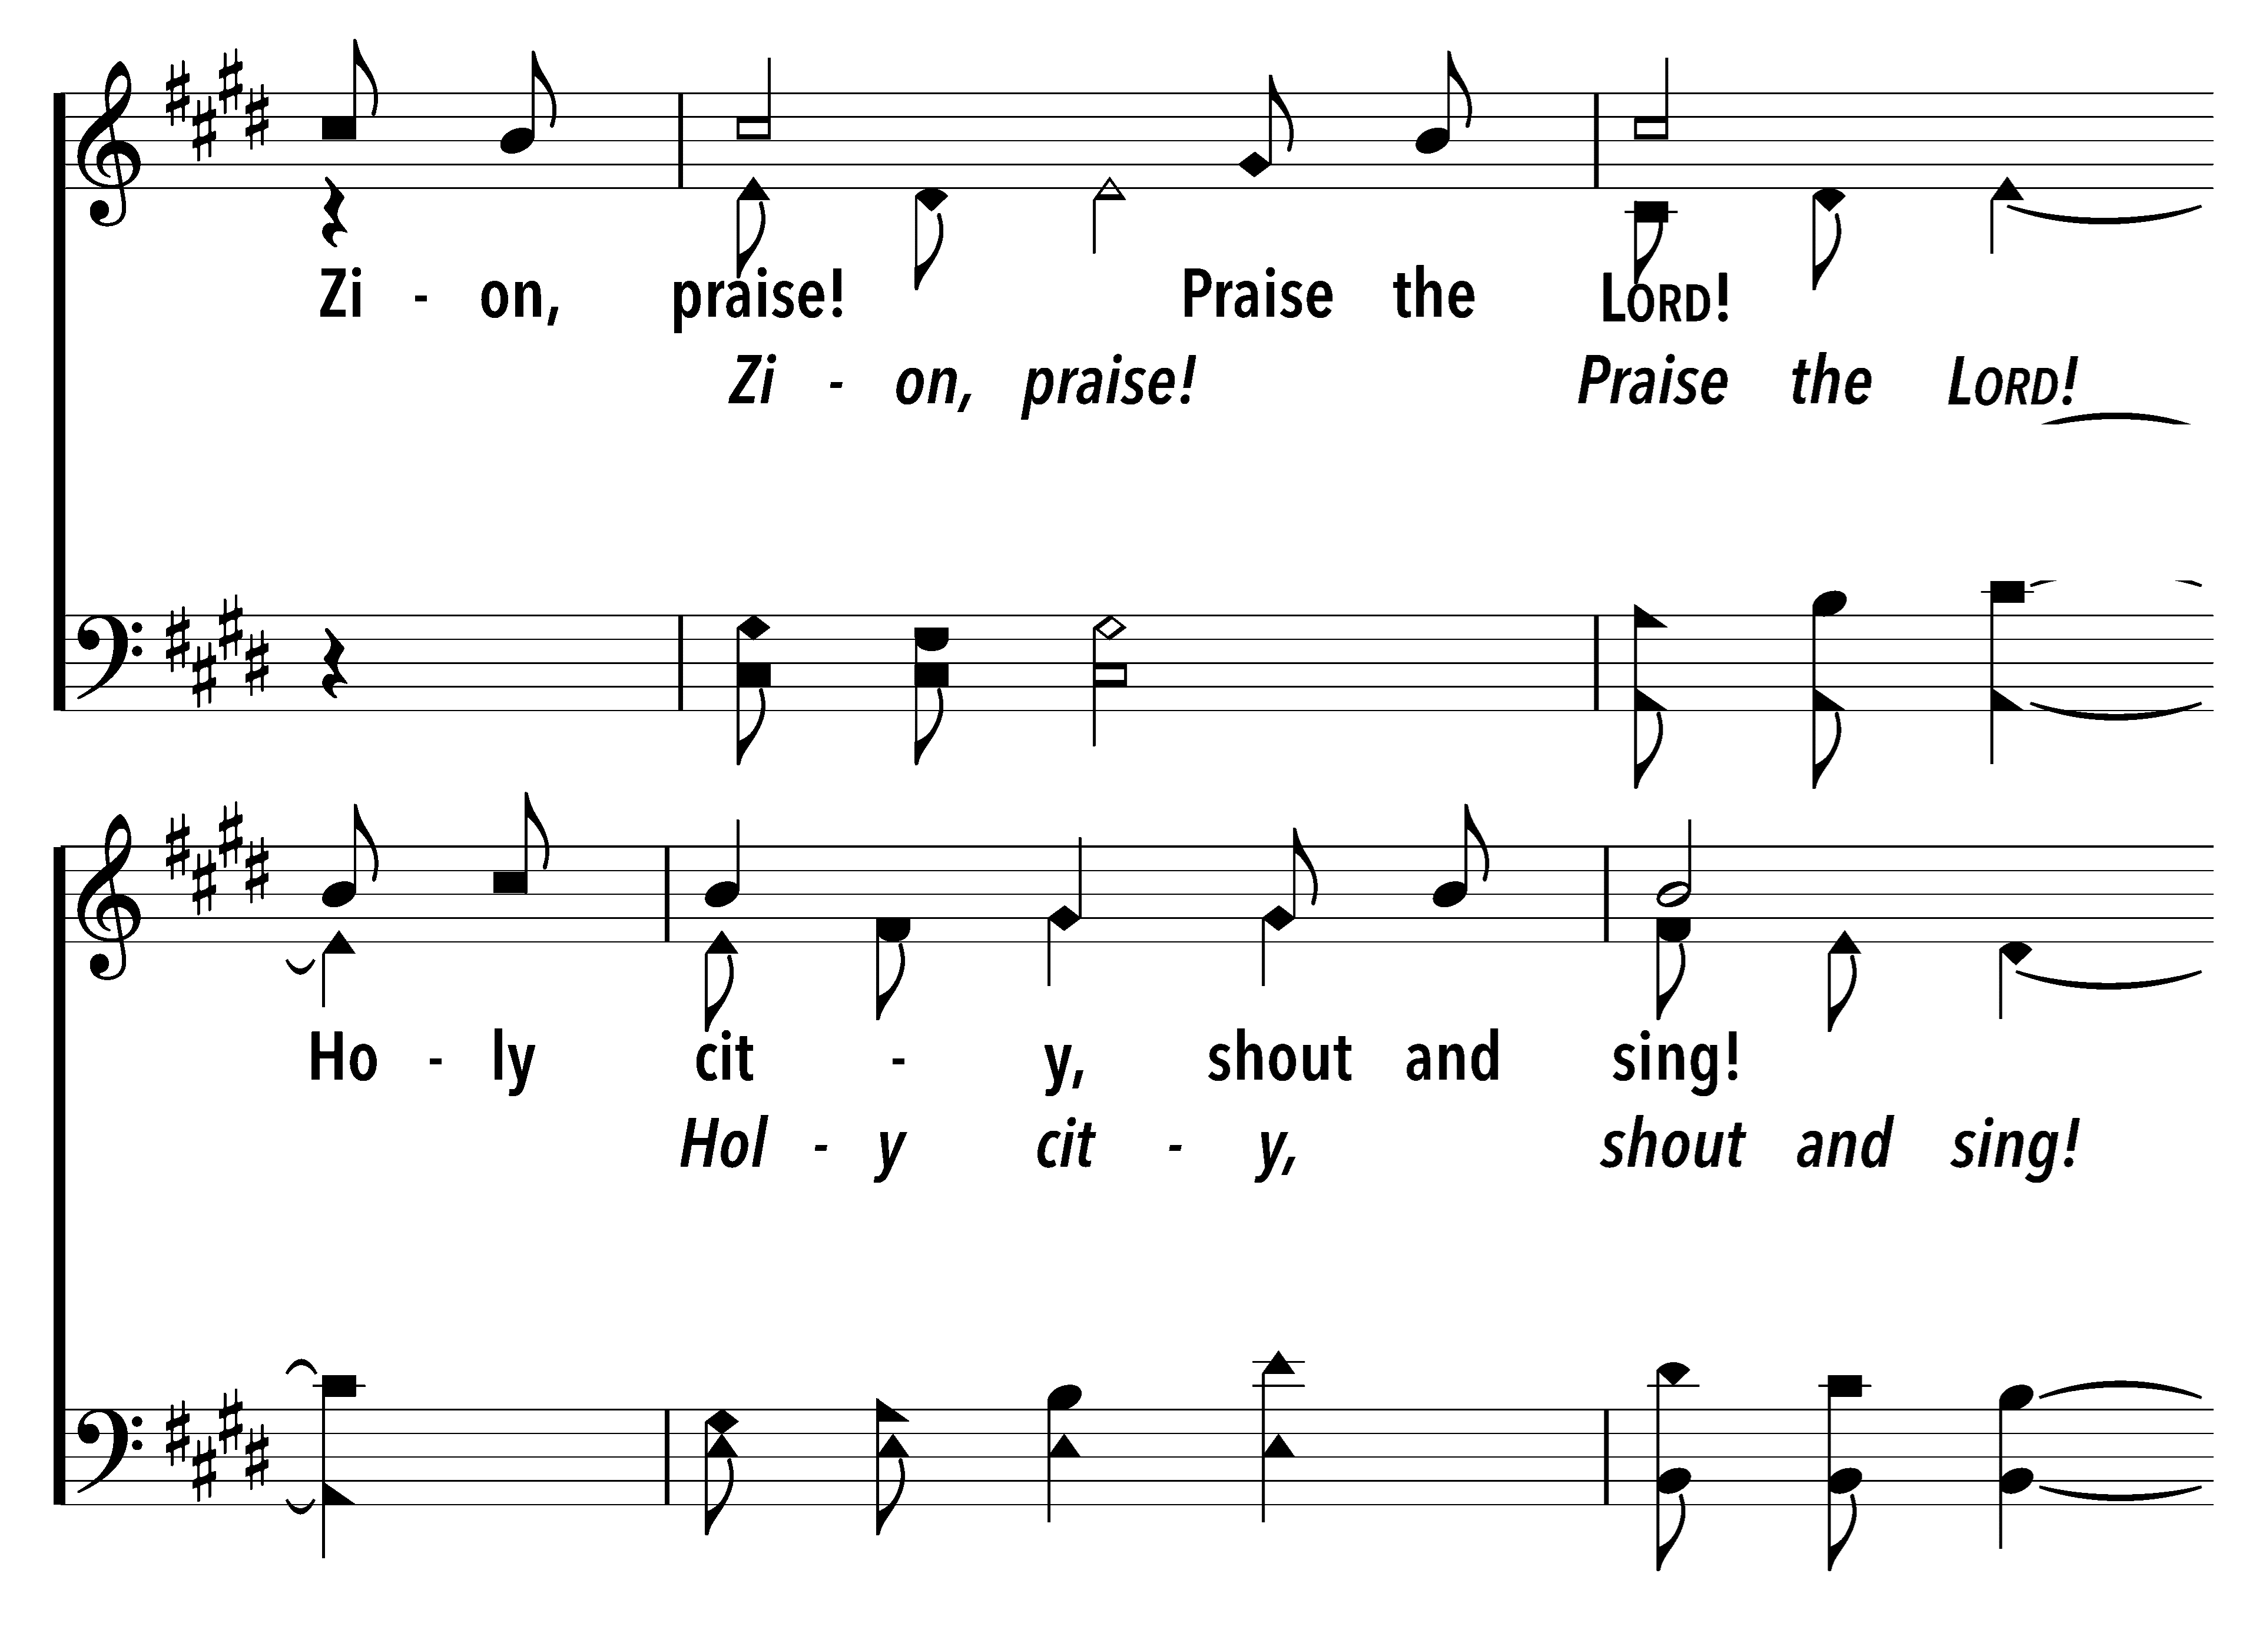 Zi - on, praise! Praise the LORD!
Zi - on, praise! Praise the LORD!
Ho - ly cit - y, shout and sing!
Hol - y cit - y, shout and sing!